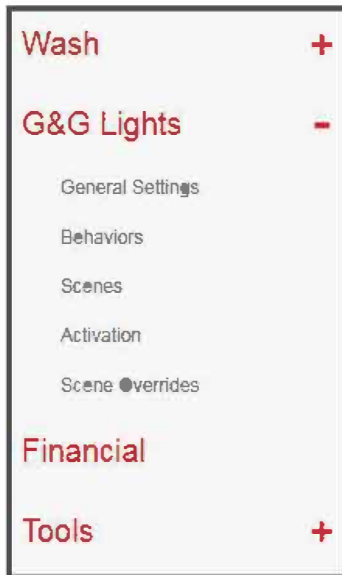 Wash +
G&G Lights -
General Settings
Behaviors
Scenes
Activation
Scene Overrides
Financial
Tools +